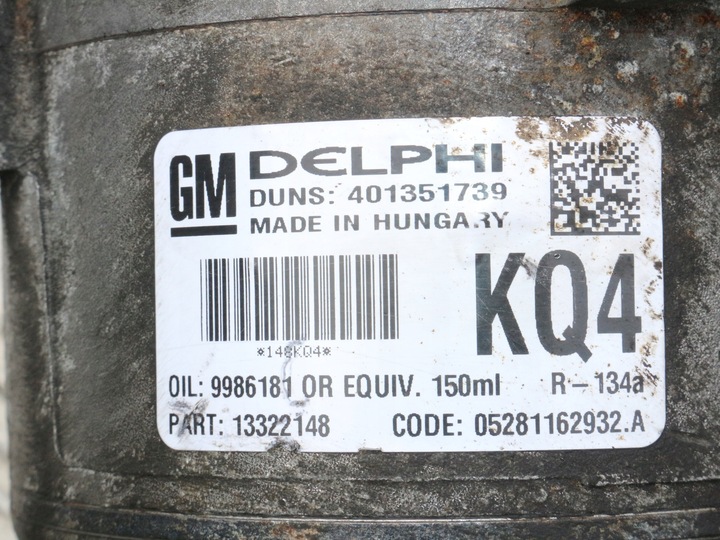 GM DELPHI
DUNS: 401351739
MADE IN HUNGARY
KQ4
*148KQ4*
OIL: 9986181 OR EQUIV. 150ml R-134a
PART: 13322148 CODE: 05281162932.A